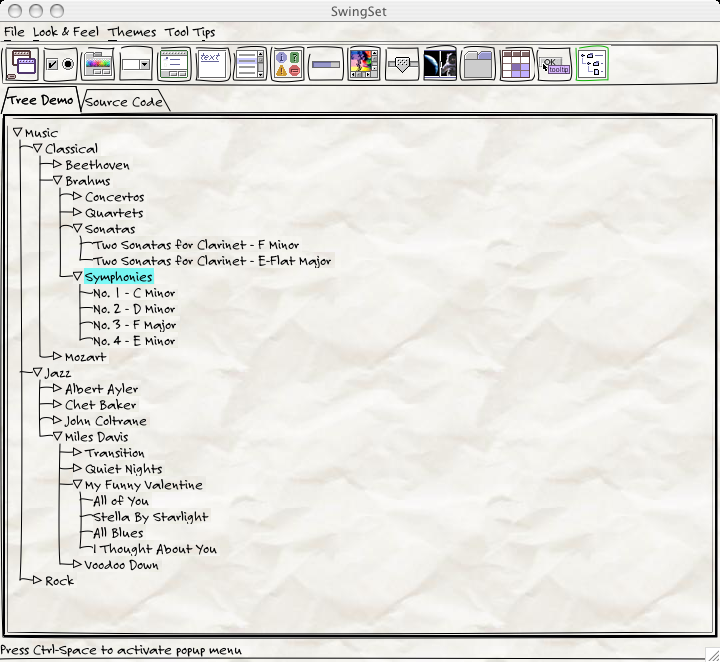 SwingSet
File Look & Feel Themes Tool Tips
text OK tooltip
Tree Demo Source Code
Music
Classical
Beethoven
Brahms
Concertos
Quartets
Sonatas
Two Sonatas for Clarinet - F Minor
Two Sonatas for Clarinet - E-Flat Major
Symphonies
No. 1 - C Minor
No. 2 - D Minor
No. 3 - F Major
No. 4 - E Minor
Mozart
Jazz
Albert Ayler
Chet Baker
John Coltrane
Miles Davis
Transition
Quiet Nights
My Funny Valentine
All of You
Stella By Starlight
All Blues
I Thought About You
Voodoo Down
Rock
Press Ctrl-Space to activate popup menu